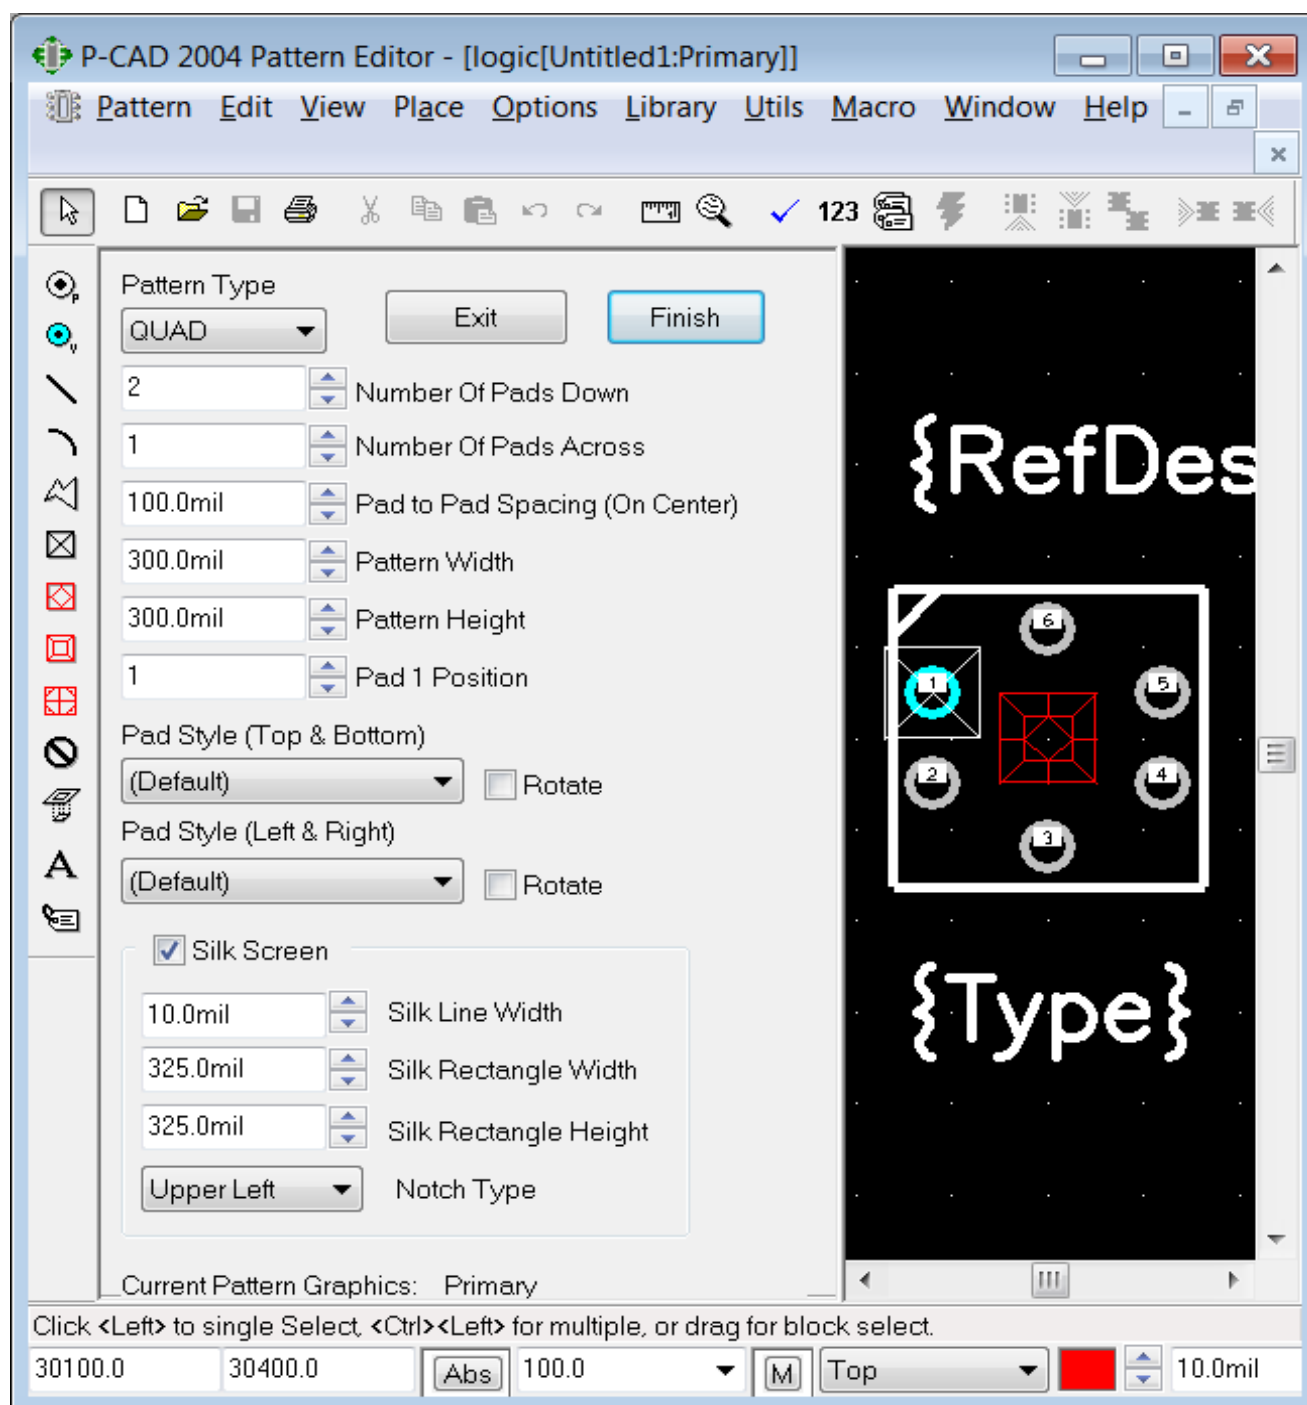 P-CAD 2004 Pattern Editor - [logic[Untitled1:Primary]]
Pattern Edit View Place Options Library Utils Macro Window Help
123
Pattern Type
QUAD
Exit
Finish
2 Number Of Pads Down
1 Number Of Pads Across
100.0mil Pad to Pad Spacing (On Center)
300.0mil Pattern Width
300.0mil Pattern Height
1 Pad 1 Position
Pad Style (Top & Bottom)
(Default) Rotate
Pad Style (Left & Right)
(Default) Rotate
Silk Screen
10.0mil Silk Line Width
325.0mil Silk Rectangle Width
325.0mil Silk Rectangle Height
Upper Left Notch Type
Current Pattern Graphics: Primary
{RefDes
6
1 5
2 4
3
{Type}
Click <Left> to single Select, <Ctrl><Left> for multiple, or drag for block select.
30100.0 30400.0 Abs 100.0 M Top 10.0mil